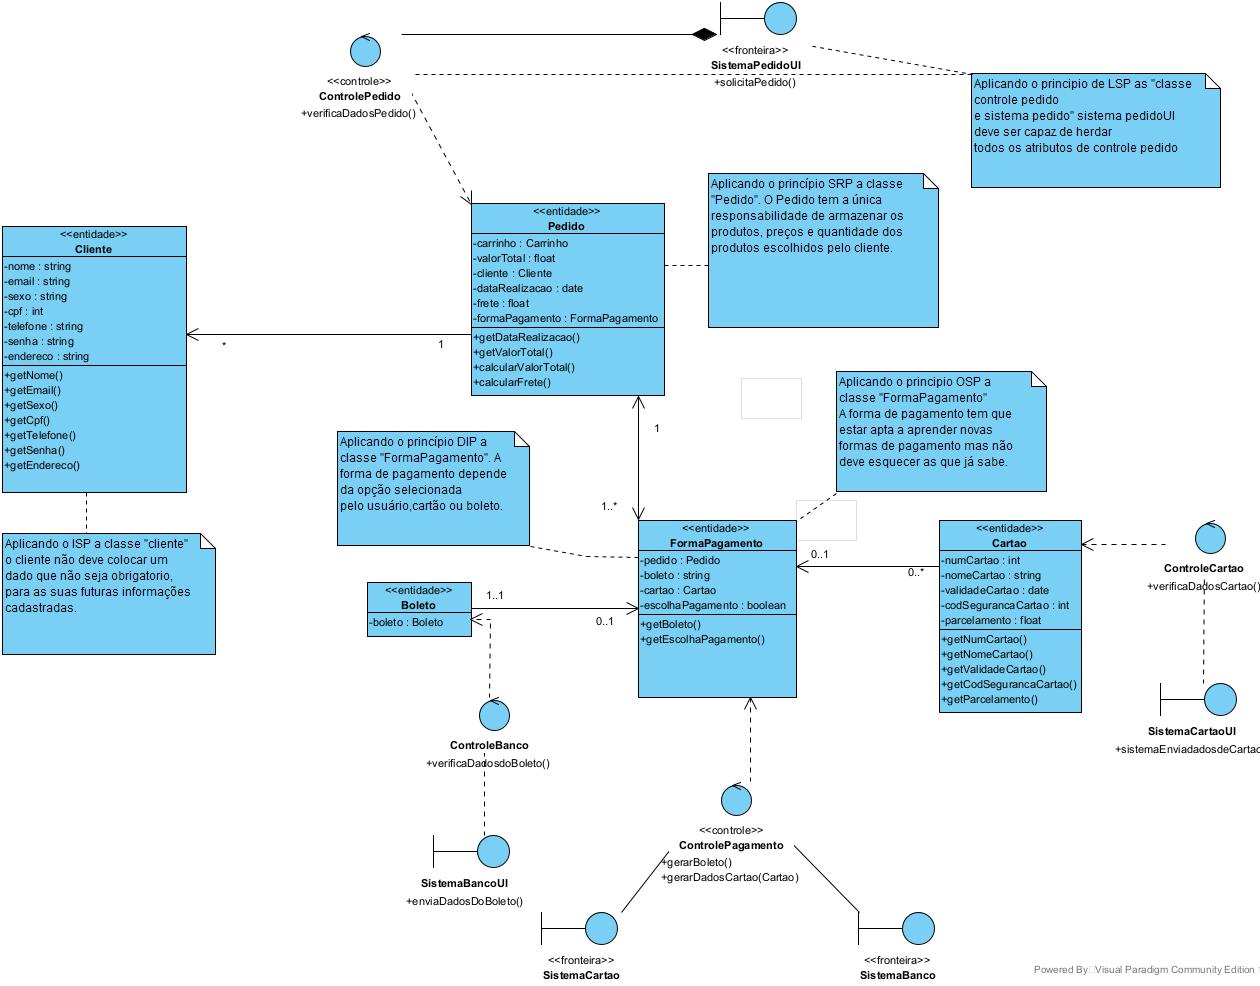 <<fronteira>>
SistemaPedidoUI
+solicitaPedido()
<<controle>>
ControlePedido
+verificaDadosPedido()
Aplicando o principio de LSP as "classe
controle pedido
e sistema pedido" sistema pedidoUI
deve ser capaz de herdar
todos os atributos de controle pedido
Aplicando o princípio SRP a classe
"Pedido". O Pedido tem a única
responsabilidade de armazenar os
produtos, preços e quantidade dos
produtos escolhidos pelo cliente.
<<entidade>>
Pedido
-carrinho : Carrinho
-valorTotal : float
-cliente : Cliente
-dataRealizacao : date
-frete : float
-formaPagamento : FormaPagamento
+getDataRealizacao()
+getValorTotal()
+calcularValorTotal()
+calcularFrete()
<<entidade>>
Cliente
-nome : string
-email : string
-sexo : string
-cpf : int
-telefone : string
-senha : string
-endereco : string
+getNome()
+getEmail()
+getSexo()
+getCpf()
+getTelefone()
+getSenha()
+getEndereco()
*
1
1
1..*
Aplicando o principio OSP a
classe "FormaPagamento"
A forma de pagamento tem que
estar apta a aprender novas
formas de pagamento mas não
deve esquecer as que já sabe.
Aplicando o princípio DIP a
classe "FormaPagamento". A
forma de pagamento depende
da opção selecionada
pelo usuário,cartão ou boleto.
Aplicando o ISP a classe "cliente"
o cliente não deve colocar um
dado que não seja obrigatorio,
para as suas futuras informações
cadastradas.
<<entidade>>
FormaPagamento
-pedido : Pedido
-boleto : string
-cartao : Cartao
-escolhaPagamento : boolean
+getBoleto()
+getEscolhaPagamento()
0..1
0..*
<<entidade>>
Cartao
-numCartao : int
-nomeCartao : string
-validadeCartao : date
-codSegurancaCartao : int
-parcelamento : float
+getNumCartao()
+getNomeCartao()
+getValidadeCartao()
+getCodSegurancaCartao()
+getParcelamento()
ControleCartao
+verificaDadosCartao()
<<entidade>>
Boleto
-boleto : Boleto
1..1
0..1
SistemaCartaoUI
+sistemaEnviadadosdeCartao
ControleBanco
+verificaDadosdoBoleto()
<<controle>>
ControlePagamento
+gerarBoleto()
+gerarDadosCartao(Cartao)
SistemaBancoUI
+enviaDadosDoBoleto()
<<fronteira>>
SistemaCartao
<<fronteira>>
SistemaBanco
Powered By Visual Paradigm Community Edition